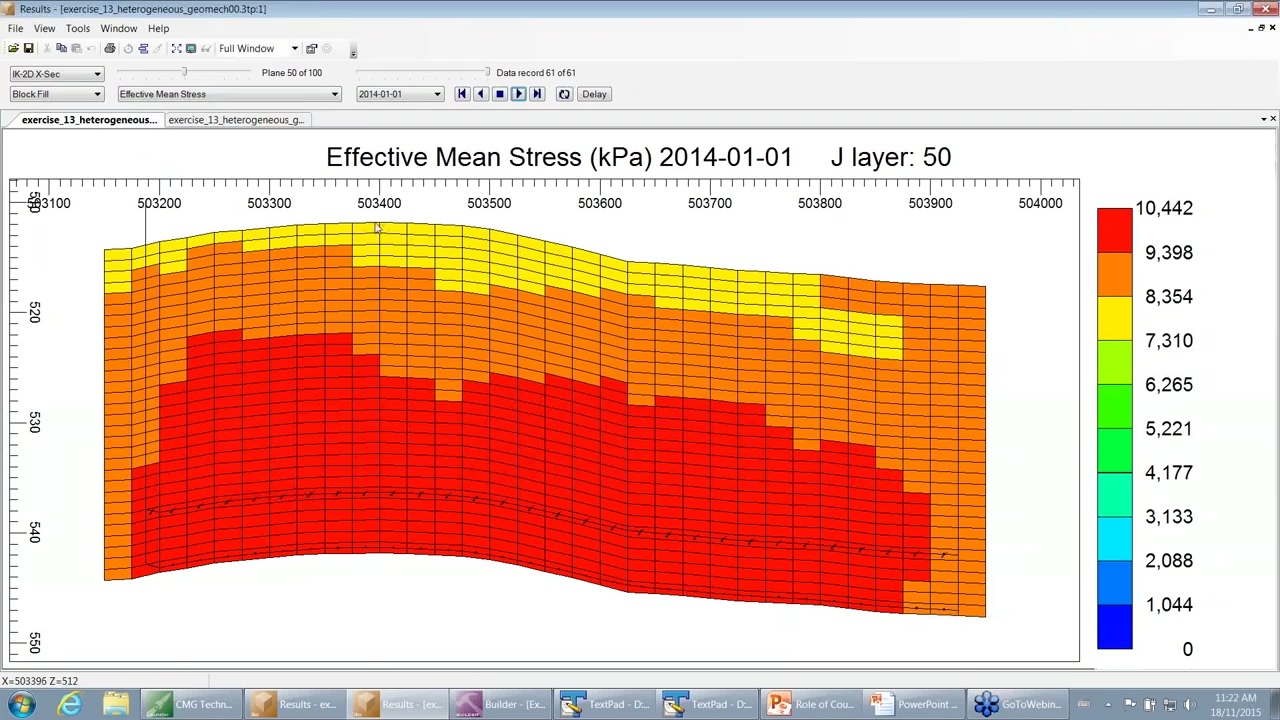 Results - [exercise_13_heterogeneous_geomech00.3tp:1]
File View Tools Window Help
Full Window
IK-2D X-Sec Plane 50 of 100 Data record 61 of 61
Block Fill Effective Mean Stress 2014-01-01 Delay
exercise_13_heterogeneous... exercise_13_heterogeneous_g...
Effective Mean Stress (kPa) 2014-01-01 J layer: 50
503100 503200 503300 503400 503500 503600 503700 503800 503900 504000
520
530
540
550
10,442
9,398
8,354
7,310
6,265
5,221
4,177
3,133
2,088
1,044
0
X=503396 Z=512
CMG Techn... Results - ex... Results - [ex... Builder - [Ex... TextPad - D:... TextPad - D:... Role of Cou... PowerPoint ... GoToWebin...
11:22 AM
18/11/2015